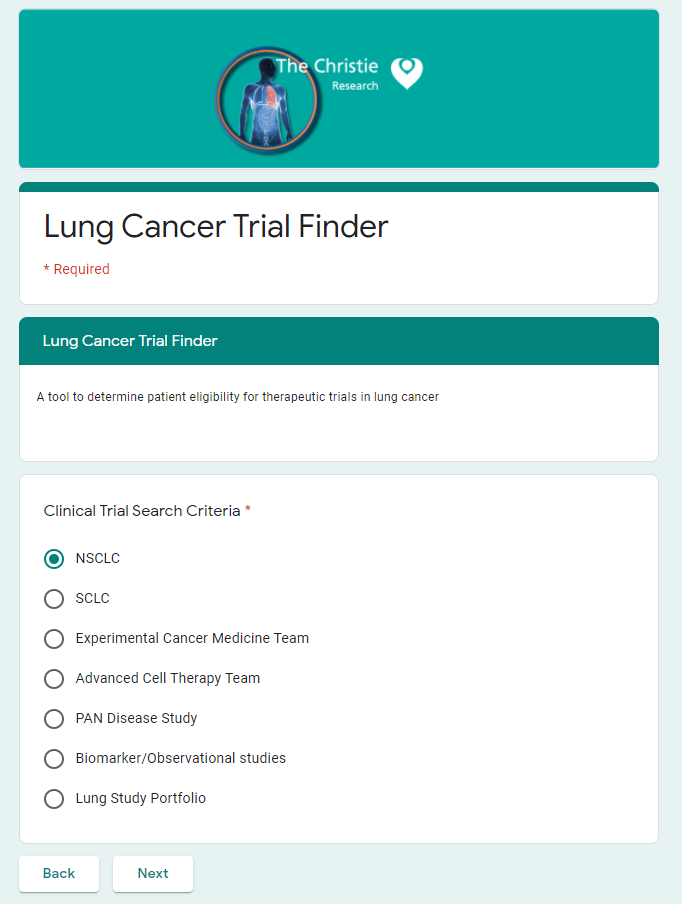 The Christie
Research
Lung Cancer Trial Finder
* Required
Lung Cancer Trial Finder
A tool to determine patient eligibility for therapeutic trials in lung cancer
Clinical Trial Search Criteria *
NSCLC
SCLC
Experimental Cancer Medicine Team
Advanced Cell Therapy Team
PAN Disease Study
Biomarker/Observational studies
Lung Study Portfolio
Back Next